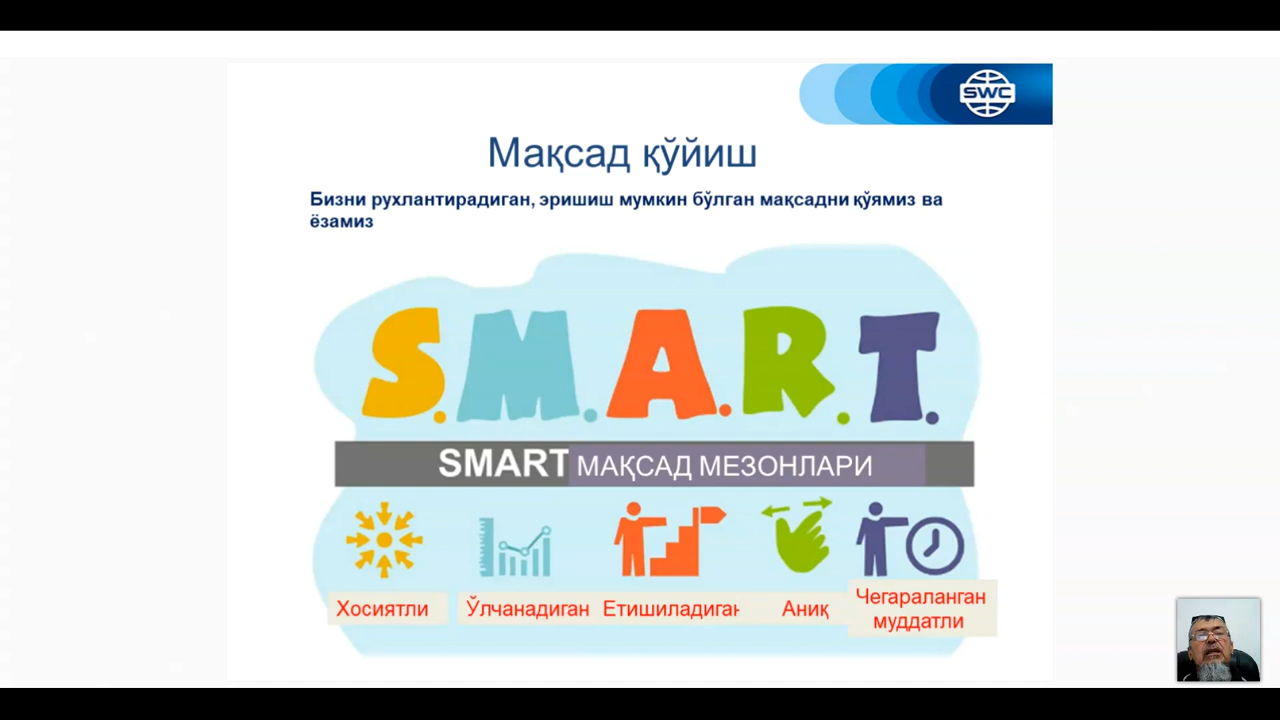 SWC
Мақсад қўйиш
Бизни рухлантирадиган, эришиш мумкин бўлган мақсадни қўямиз ва
ёзамиз
S.M.A.R.T.
SMART МАҚСАД МЕЗОНЛАРИ
Хосиятли Ўлчанадиган Етишиладиган Аниқ Чегараланган
муддатли